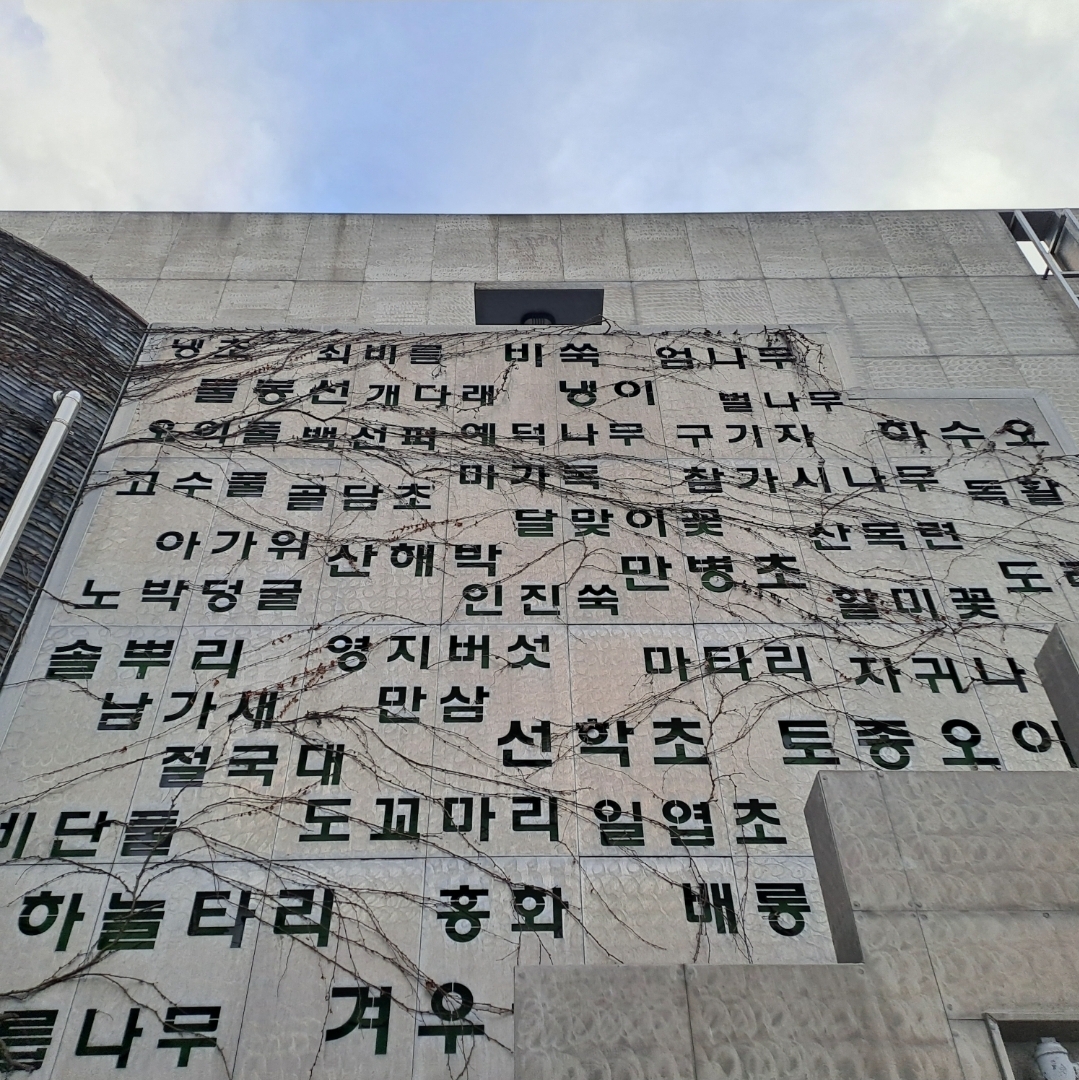 냉초 쇠비름 비쑥 엄나무
물봉선 개다래 냉이 벌나무
오이풀 백선피 예덕나무 구기자 하수오
고수풀 골담초 마가목 찰가시나무 독활
달맞이꽃 산목련
아가위 산해박 만병초
노박덩굴 인진쑥 할미꽃
솔뿌리 영지버섯 마타리 자귀나
남가새 만삼
선학초 토종오이
절국대
비단풀 도꼬마리 일엽초
하늘타리 홍화 배롱
름나무 겨우